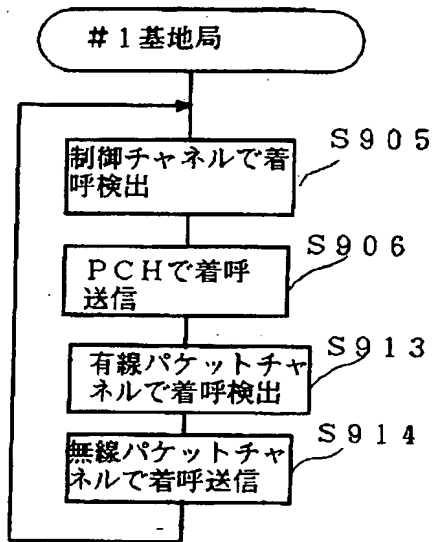 #1基地局
制御チャネルで着
呼検出
S905
PCHで着呼
送信
S906
有線パケットチャ
ネルで着呼検出
S913
無線パケットチャ
ネルで着呼送信
S914